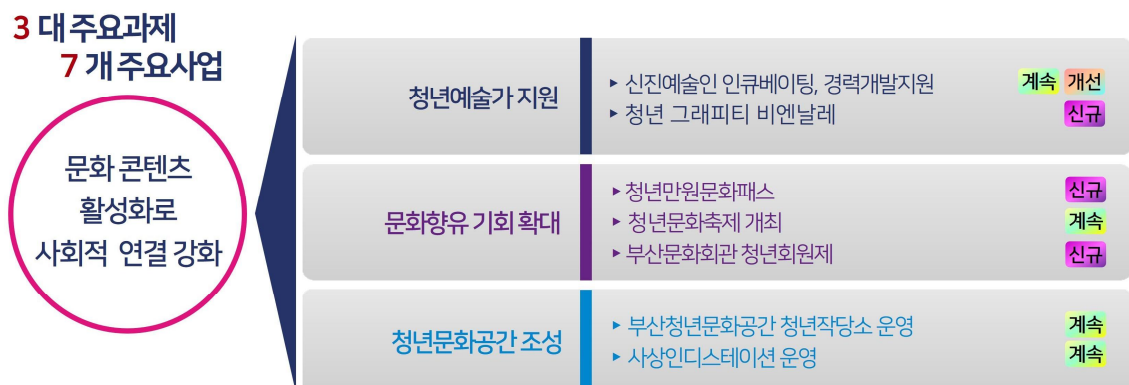 3 대 주요과제
7 개 주요사업
문화 콘텐츠
활성화로
사회적 연결 강화
청년예술가 지원
▸ 신진예술인 인큐베이팅, 경력개발지원 계속 개선
▸ 청년 그래피티 비엔날레 신규
문화향유 기회 확대
▸ 청년만원문화패스 신규
▸ 청년문화축제 개최 계속
▸ 부산문화회관 청년회원제 신규
청년문화공간 조성
▸ 부산청년문화공간 청년작당소 운영 계속
▸ 사상인디스테이션 운영 계속